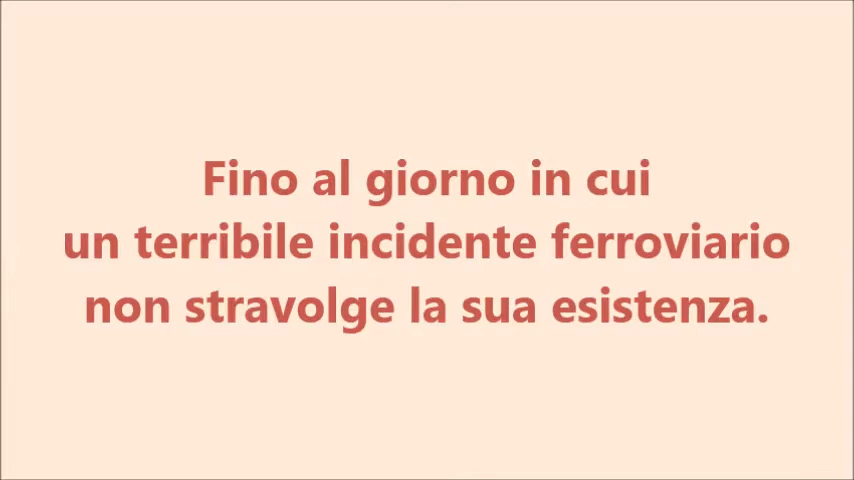 Fino al giorno in cui
un terribile incidente ferroviario
non stravolge la sua esistenza.